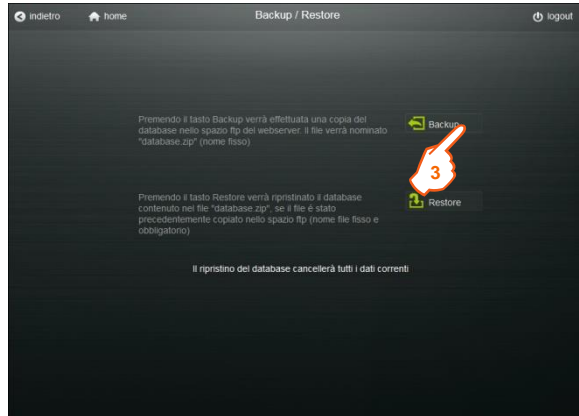 indietro home Backup / Restore logout
Premendo il tasto Backup verrà effettuata una copia del
database nello spazio ftp del webserver. Il file verrà nominato
"database.zip" (nome fisso)
Backup
3
Premendo il tasto Restore verrà ripristinato il database
contenuto nel file "database zip", se il file é stato
precedentemente copiato nello spazio ftp (nome file fisso e
obbligatorio)
Restore
Il ripristino del database cancellerà tutti i dati correnti